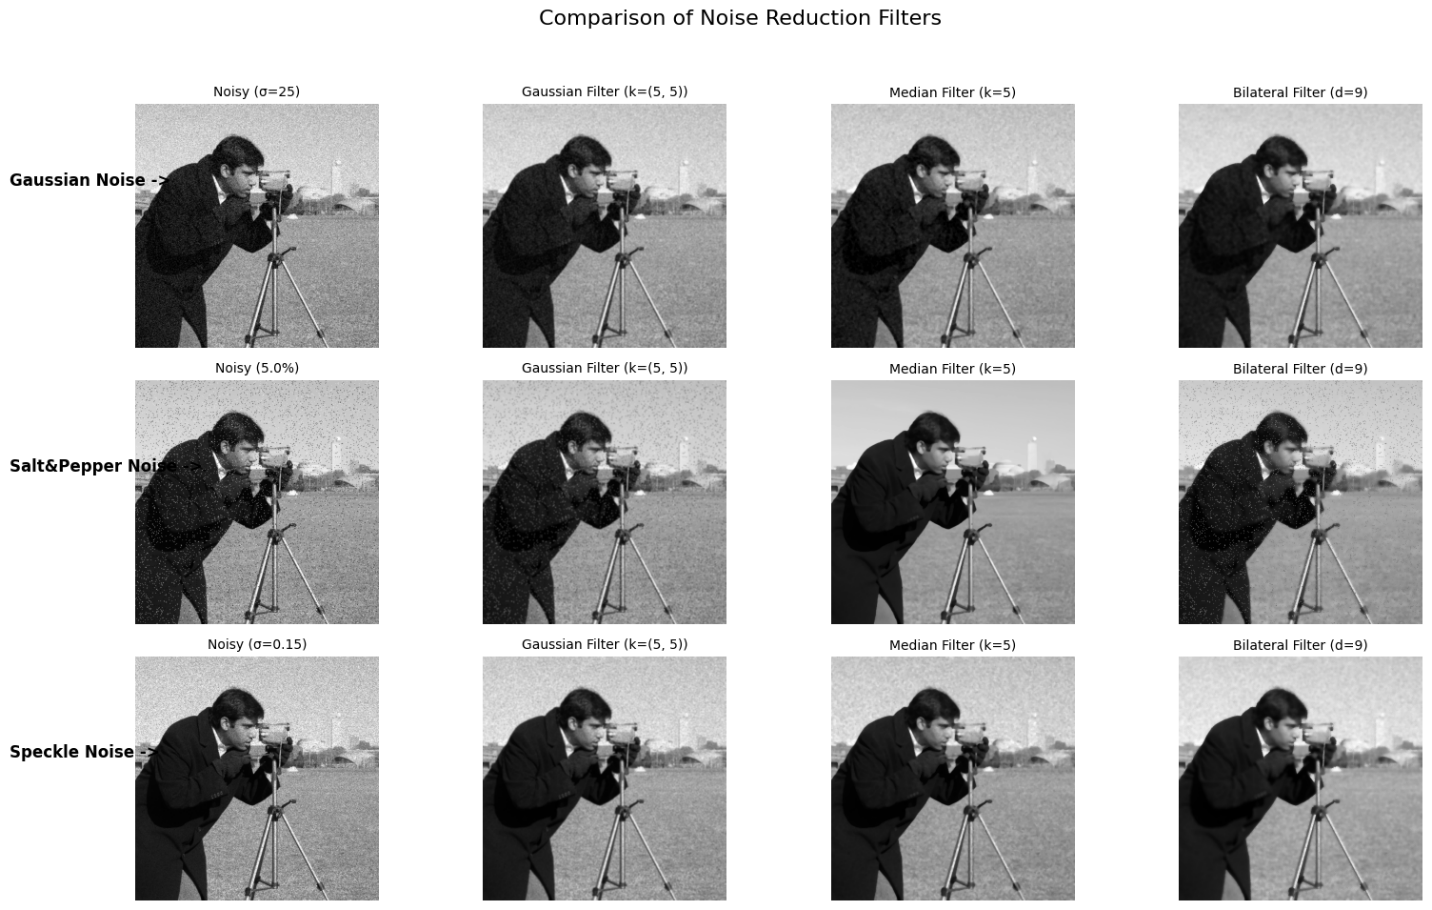 Comparison of Noise Reduction Filters
Noisy (σ=25)
Gaussian Filter (k=(5, 5))
Median Filter (k=5)
Bilateral Filter (d=9)
Gaussian Noise ->
Noisy (5.0%)
Gaussian Filter (k=(5, 5))
Median Filter (k=5)
Bilateral Filter (d=9)
Salt&Pepper Noise ->
Noisy (σ=0.15)
Gaussian Filter (k=(5, 5))
Median Filter (k=5)
Bilateral Filter (d=9)
Speckle Noise ->